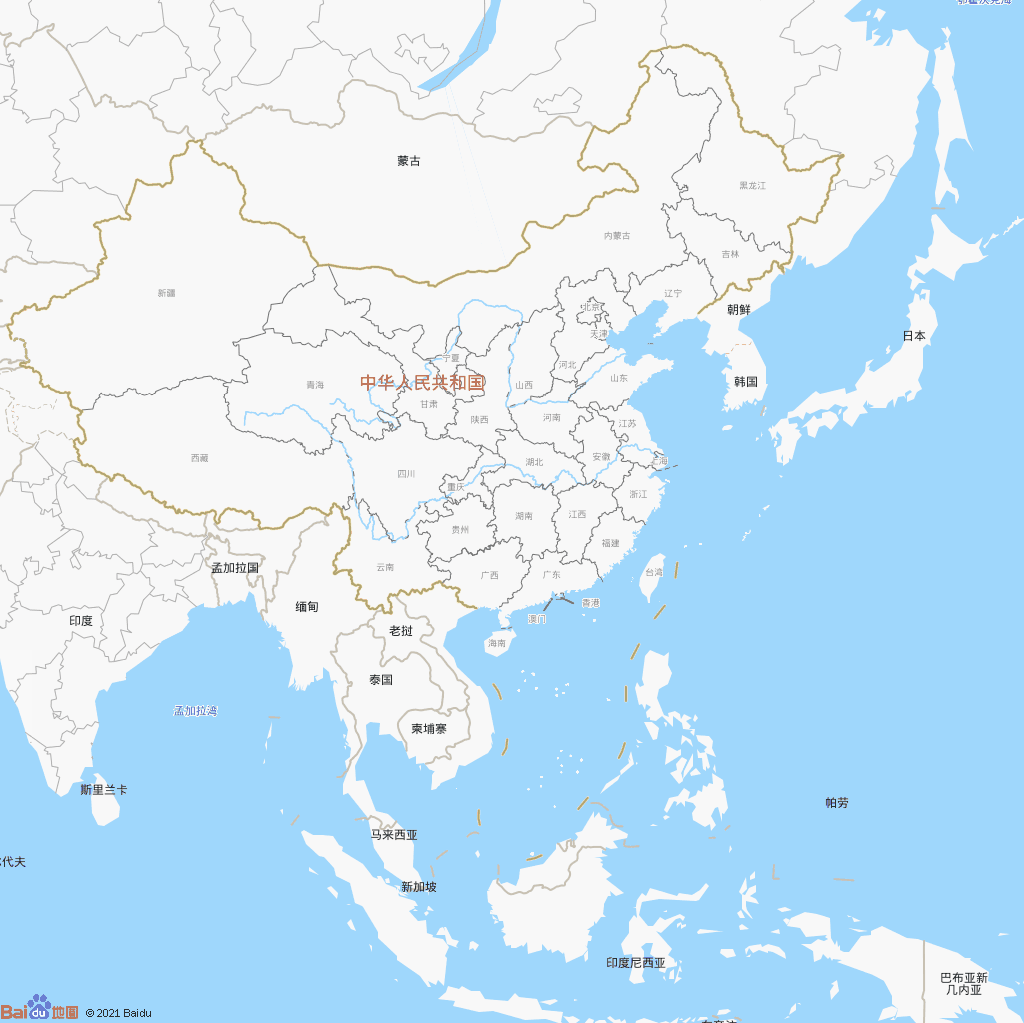 蒙古
黑龙江
内蒙古
吉林
新疆
辽宁
北京
朝鲜
天津
日本
宁夏
河北
山东
韩国
中华人民共和国
青海
山西
甘肃
陕西
河南
江苏
西藏
四川
湖北
安徽
上海
重庆
浙江
贵州
湖南
江西
福建
孟加拉国
云南
广西
广东
台湾
缅甸
香港
印度
澳门
老挝
海南
泰国
孟加拉湾
柬埔寨
斯里兰卡
帕劳
马来西亚
代夫
新加坡
印度尼西亚
巴布亚新
几内亚
Bai du 地图 © 2021 Baidu